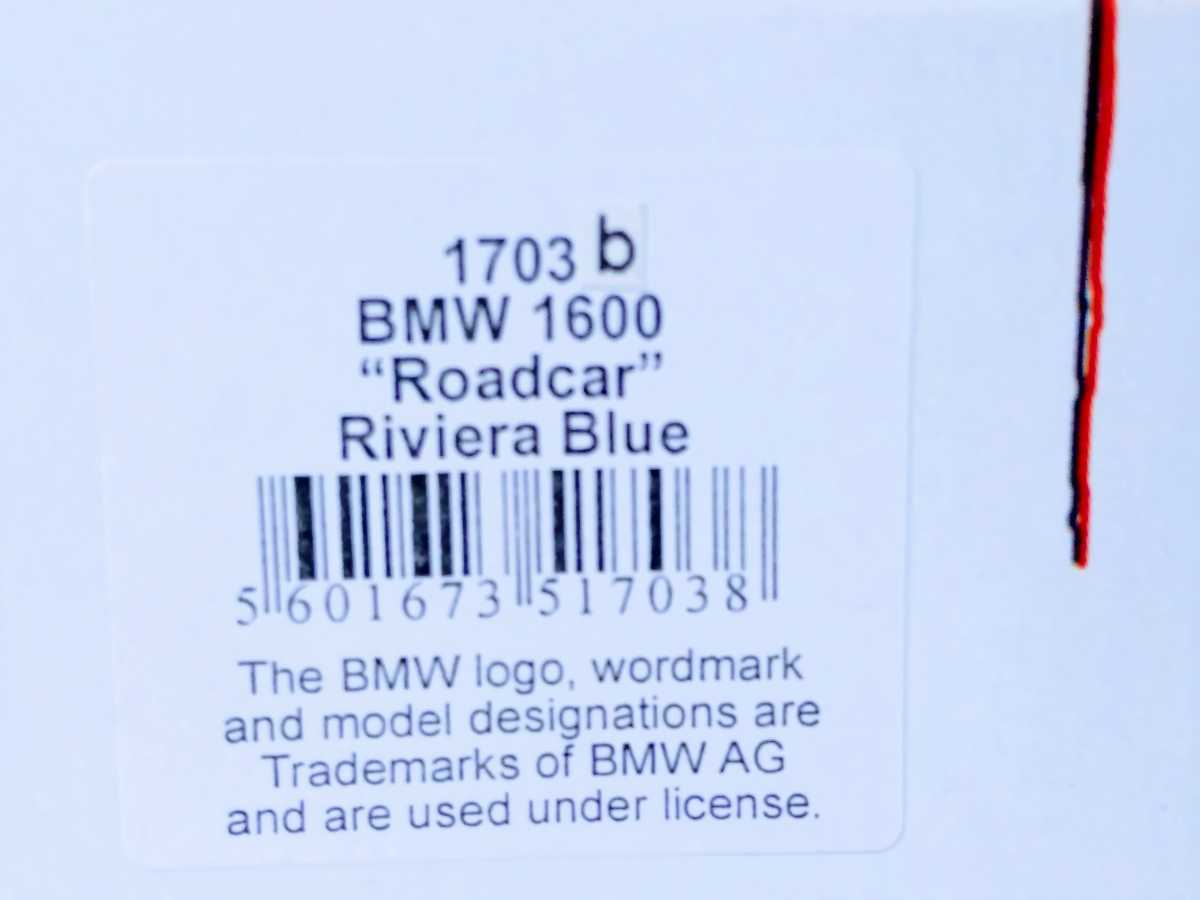 1703 b
BMW 1600
“Roadcar”
Riviera Blue
5 601673 517038
The BMW logo, wordmark
and model designations are
Trademarks of BMW AG
and are used under license.